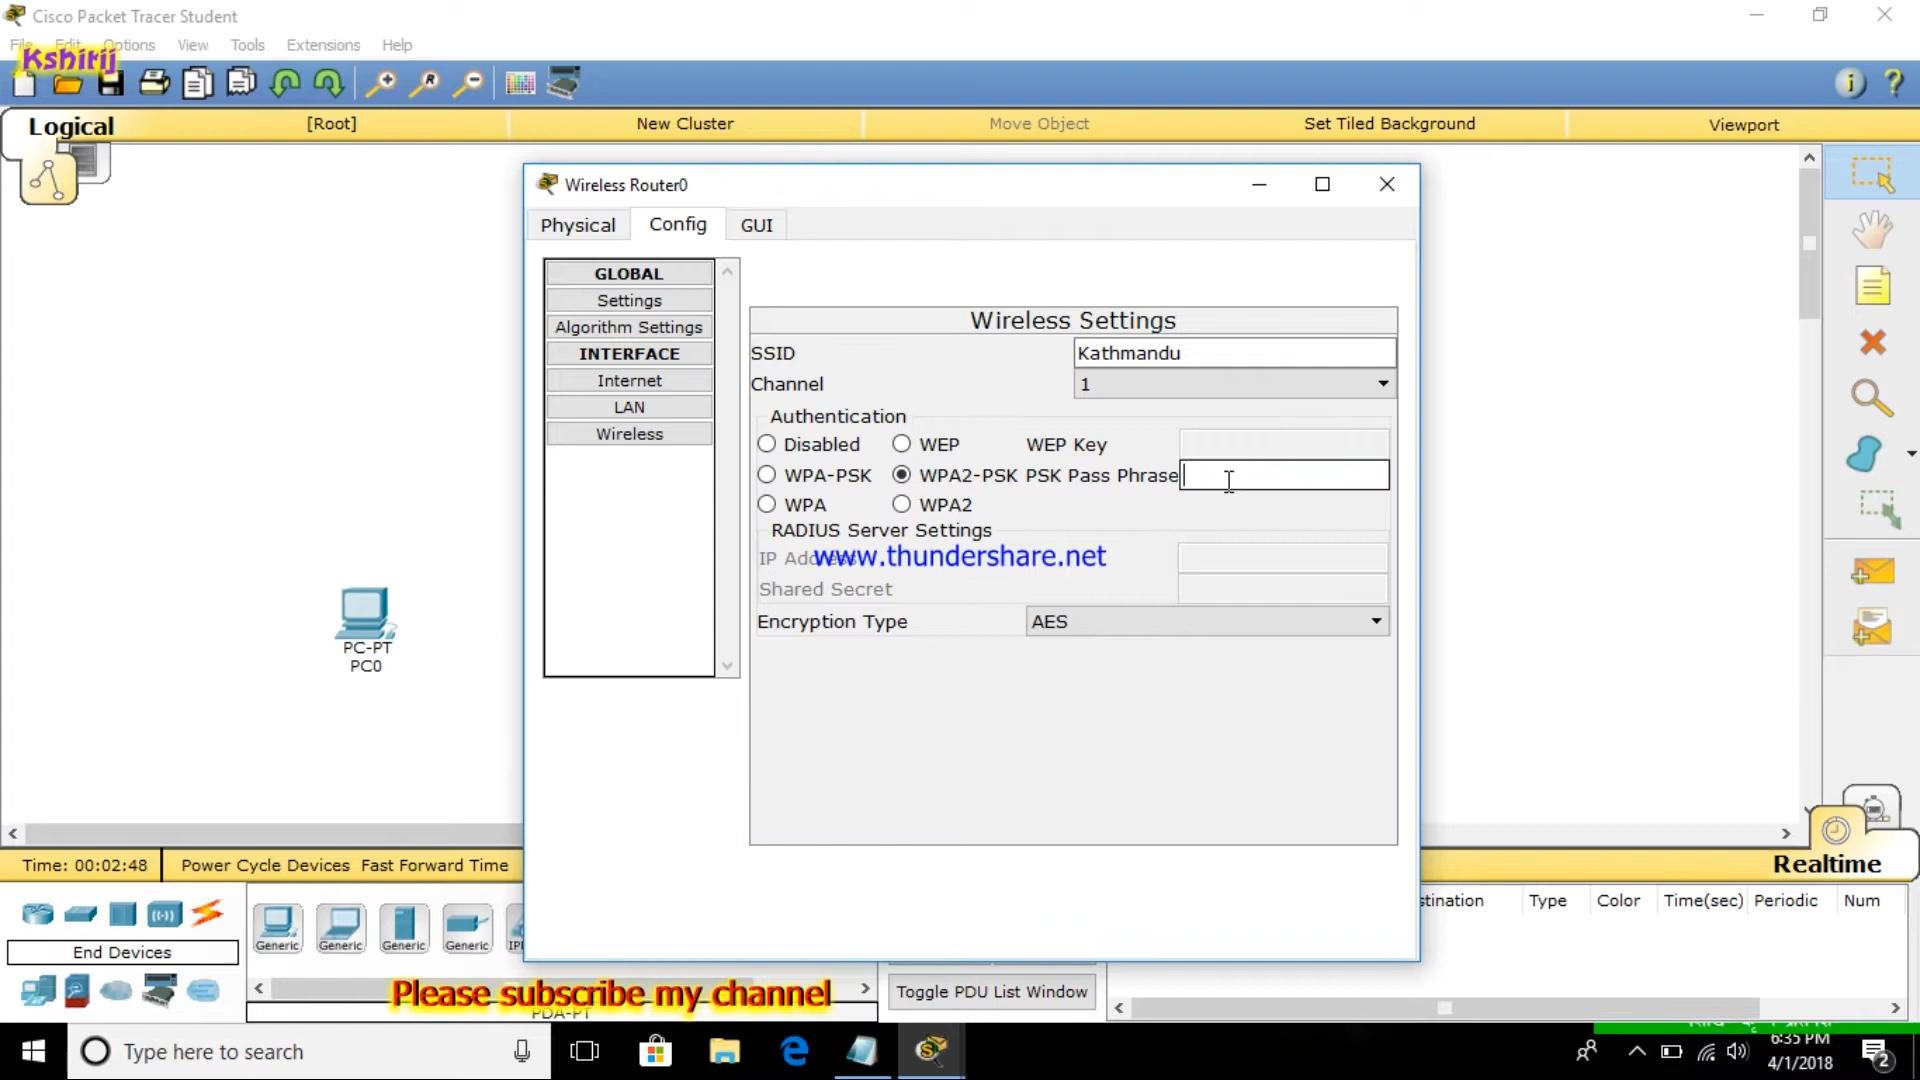 Cisco Packet Tracer Student
Options View Tools Extensions Help
Kshirij
Logical [Root] New Cluster Move Object Set Tiled Background Viewport
Wireless Router0
Physical Config GUI
GLOBAL
Settings
Algorithm Settings
INTERFACE
Internet
LAN
Wireless
Wireless Settings
SSID Kathmandu
Channel 1
Authentication
Disabled WEP WEP Key
WPA-PSK WPA2-PSK PSK Pass Phrase
WPA WPA2
RADIUS Server Settings
IP Address
www.thundershare.net
Shared Secret
Encryption Type AES
PC-PT
PC0
Time: 00:02:48 Power Cycle Devices Fast Forward Time
Realtime
Type Color Time(sec) Periodic Num
Generic Generic Generic Generic
End Devices
Please subscribe my channel
PDA-PT
Toggle PDU List Window
Type here to search
6:35 PM
4/1/2018
2